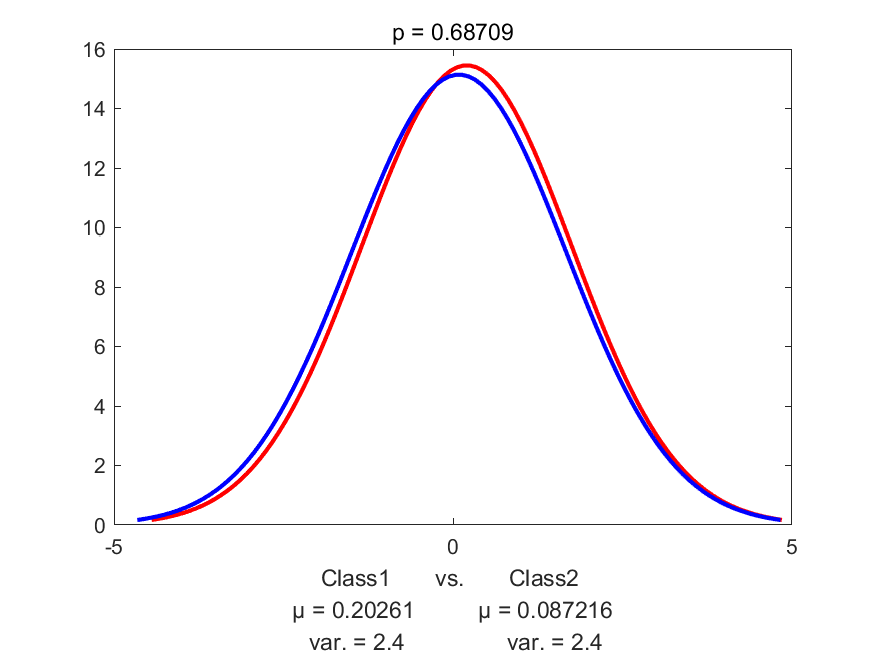 p = 0.68709
16
14
12
10
8
6
4
2
0
-5 0 5
Class1 vs. Class2
μ = 0.20261 μ = 0.087216
var. = 2.4 var. = 2.4